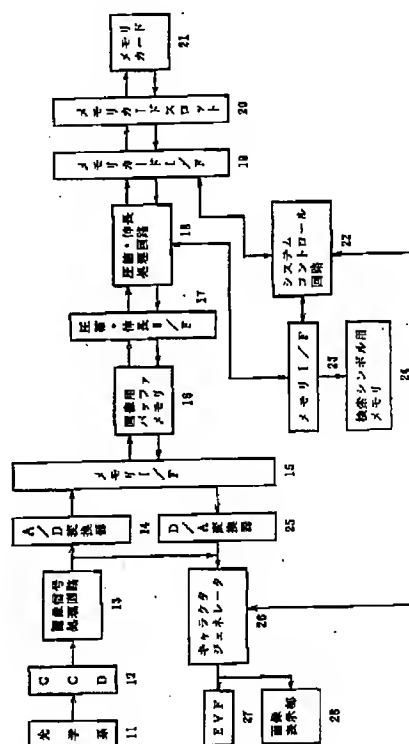 光学系
11
CCD
12
画像信号
処理回路
13
A/D変換器
14
メモリI/F
15
画像用
バッファ
メモリ
16
圧縮・伸長I/F
17
圧縮・伸長
処理回路
18
メモリカードI/F
19
メモリカードスロット
20
メモリ
カード
21
システム
コントロール
回路
22
メモリI/F
23
検索シンボル用
メモリ
24
D/A変換器
25
キャラクタ
ジェネレータ
26
EVF
27
画像
表示部
28